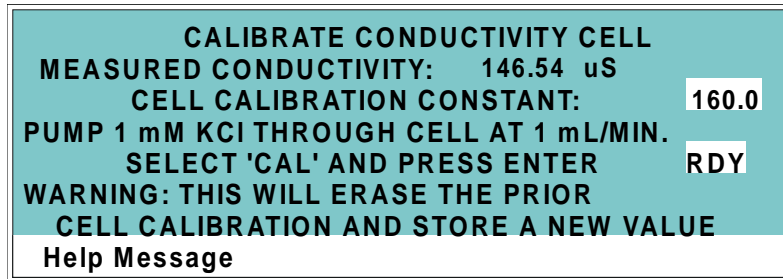 CALIBRATE CONDUCTIVITY CELL
MEASURED CONDUCTIVITY: 146.54 uS
CELL CALIBRATION CONSTANT: 160.0
PUMP 1 mM KCl THROUGH CELL AT 1 mL/MIN.
SELECT 'CAL' AND PRESS ENTER RDY
WARNING: THIS WILL ERASE THE PRIOR
CELL CALIBRATION AND STORE A NEW VALUE
Help Message